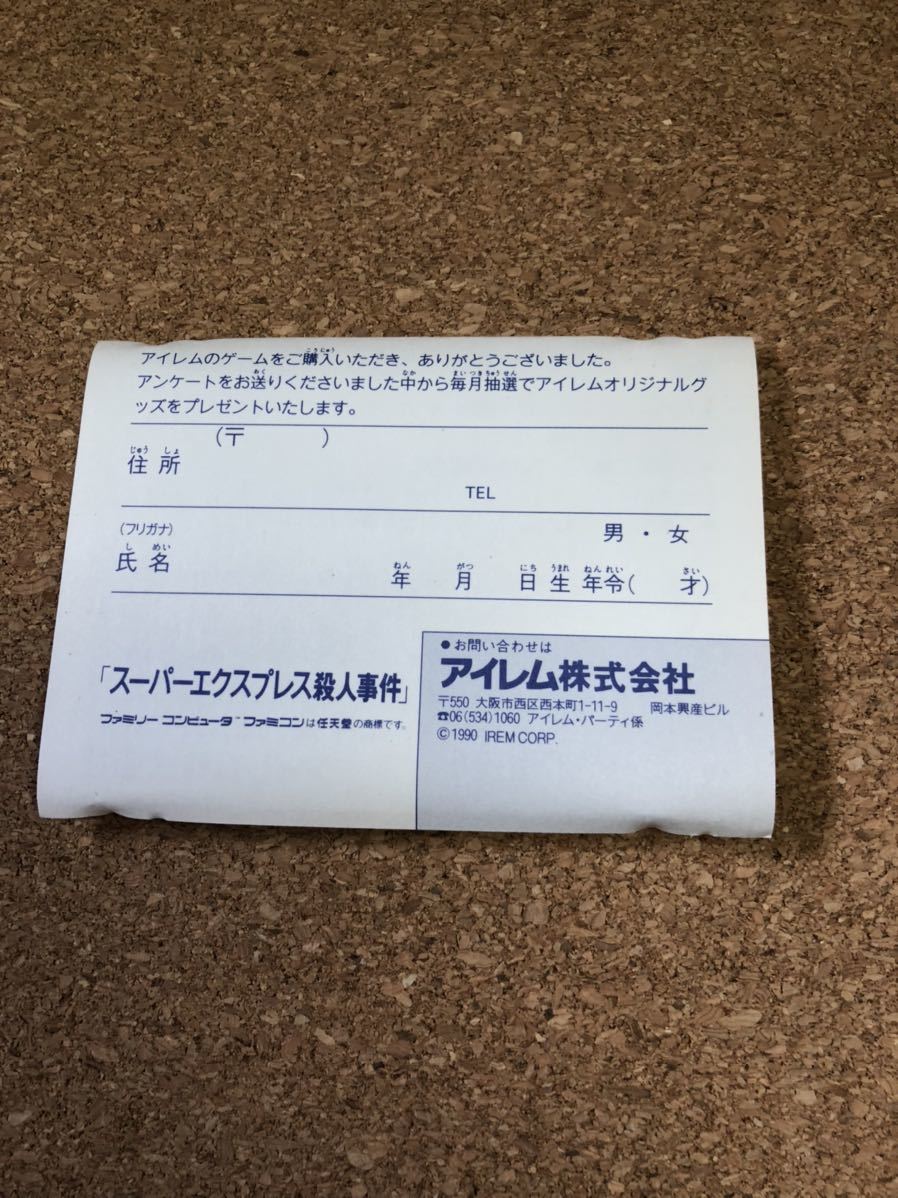 アイレムのゲームをご購入いただき、ありがとうございました。
アンケートをお送りくださいました中から毎月抽選でアイレムオリジナルグ
ッズをプレゼントいたします。
(〒 )
住所
TEL
(フリガナ) 男・女
氏名 年 月 日生 年令( 才)
「スーパーエクスプレス殺人事件」
ファミリーコンピュータ™ ファミコンは任天堂の商標です。
●お問い合わせは
アイレム株式会社
〒550 大阪市西区西本町1-11-9 岡本興産ビル
☎06(534)1060 アイレム・パーティ係
©1990 IREM CORP.